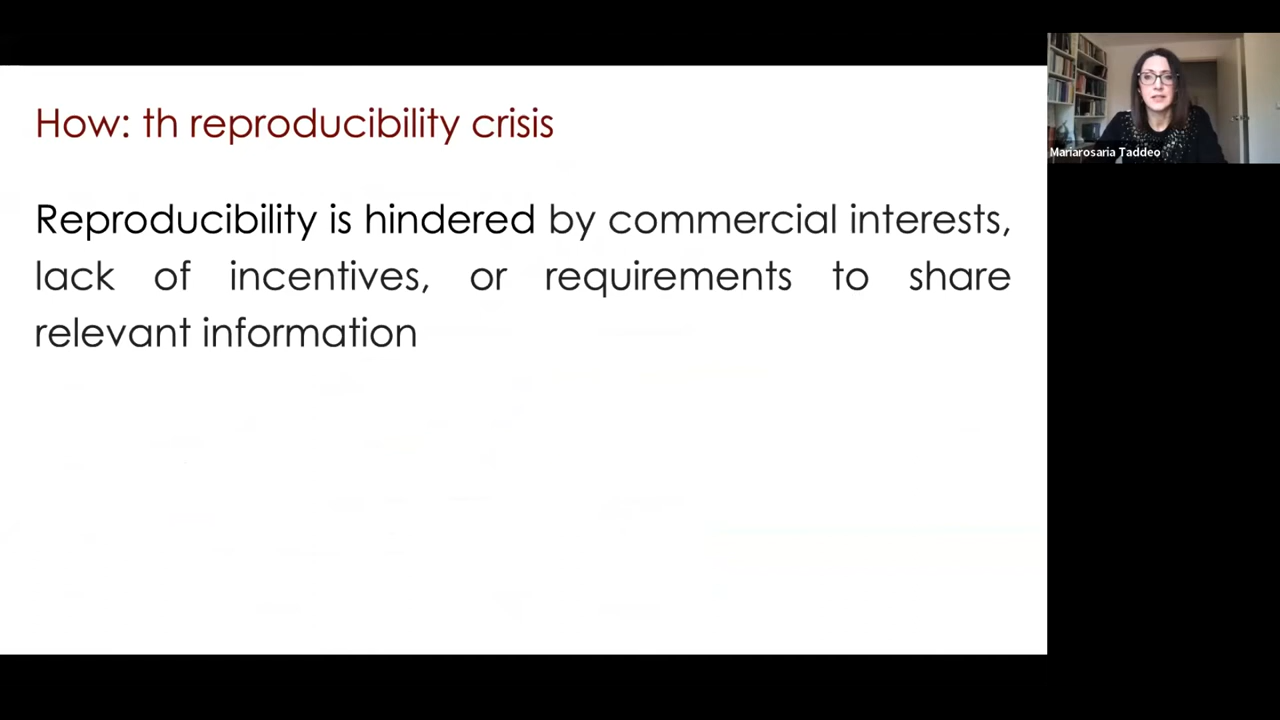 How: th reproducibility crisis
Reproducibility is hindered by commercial interests,
lack of incentives, or requirements to share
relevant information
Mariarosaria Taddeo